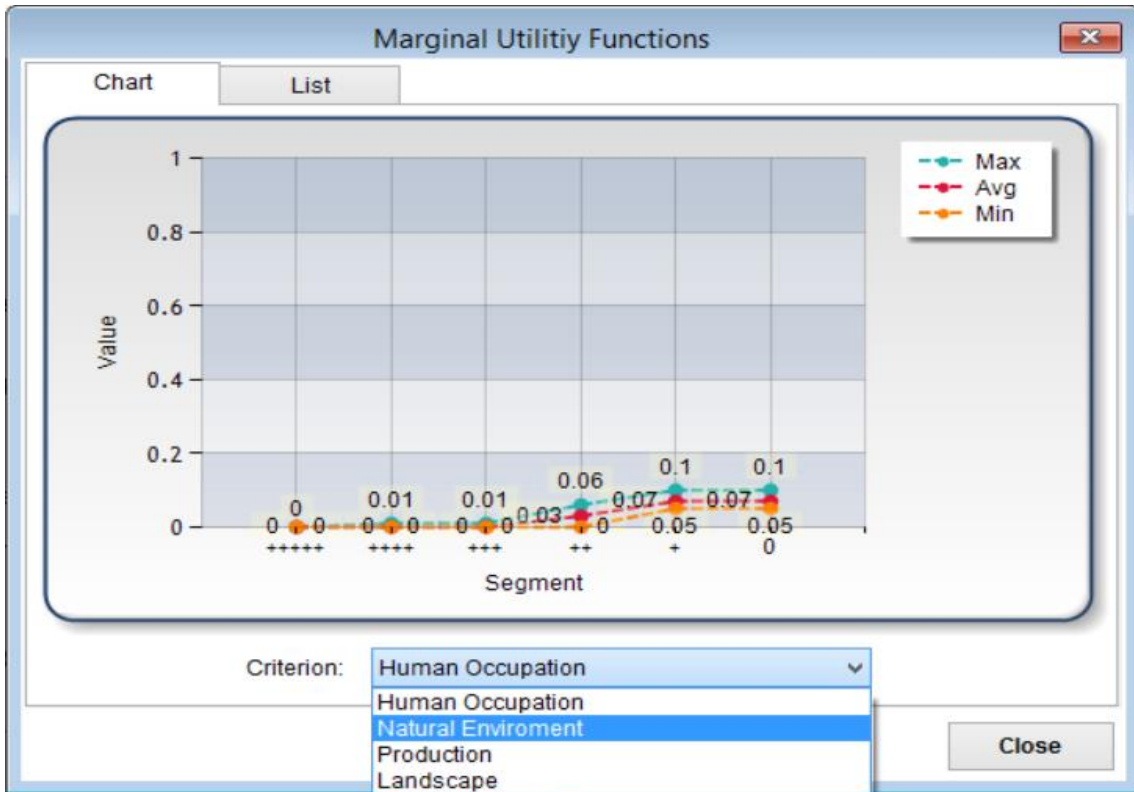 Marginal Utilitiy Functions
Chart List
Max
Avg
Min
Value
1
0.8
0.6
0.4
0.2
0
0 0.01 0.01 0.06 0.1 0.1
0 0 0 0 0 0 0.03 0 0.07 0.05 0.07 0.05
+++++ ++++ +++ ++ + 0
Segment
Criterion: Human Occupation
Human Occupation
Natural Enviroment
Production
Landscape
Close